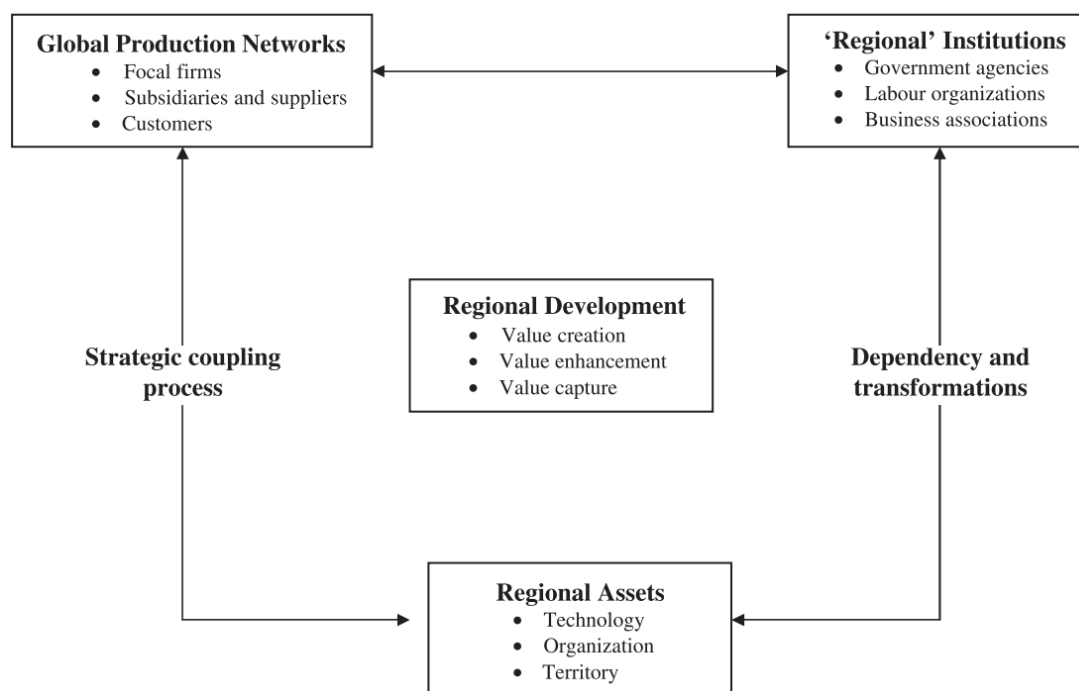 Global Production Networks
• Focal firms
• Subsidiaries and suppliers
• Customers
‘Regional’ Institutions
• Government agencies
• Labour organizations
• Business associations
Regional Development
• Value creation
• Value enhancement
• Value capture
Strategic coupling
process
Dependency and
transformations
Regional Assets
• Technology
• Organization
• Territory